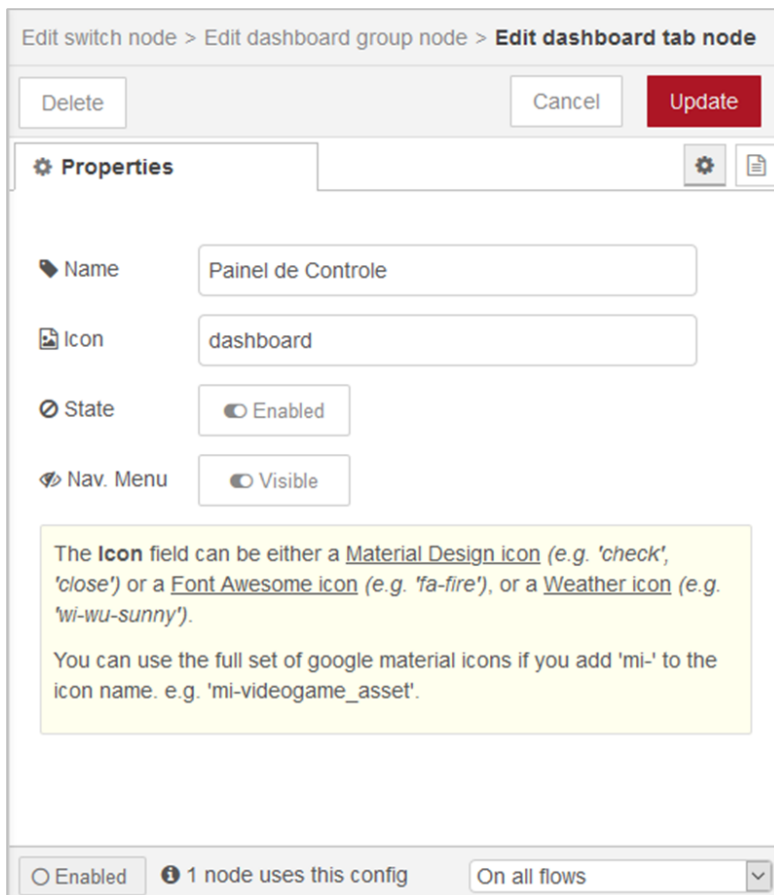 Edit switch node > Edit dashboard group node > Edit dashboard tab node
Delete
Cancel
Update
Properties
Name
Painel de Controle
Icon
dashboard
State
Enabled
Nav. Menu
Visible
The Icon field can be either a Material Design icon (e.g. 'check',
'close') or a Font Awesome icon (e.g. 'fa-fire'), or a Weather icon (e.g.
'wi-wu-sunny').
You can use the full set of google material icons if you add 'mi-' to the
icon name. e.g. 'mi-videogame_asset'.
Enabled
1 node uses this config
On all flows